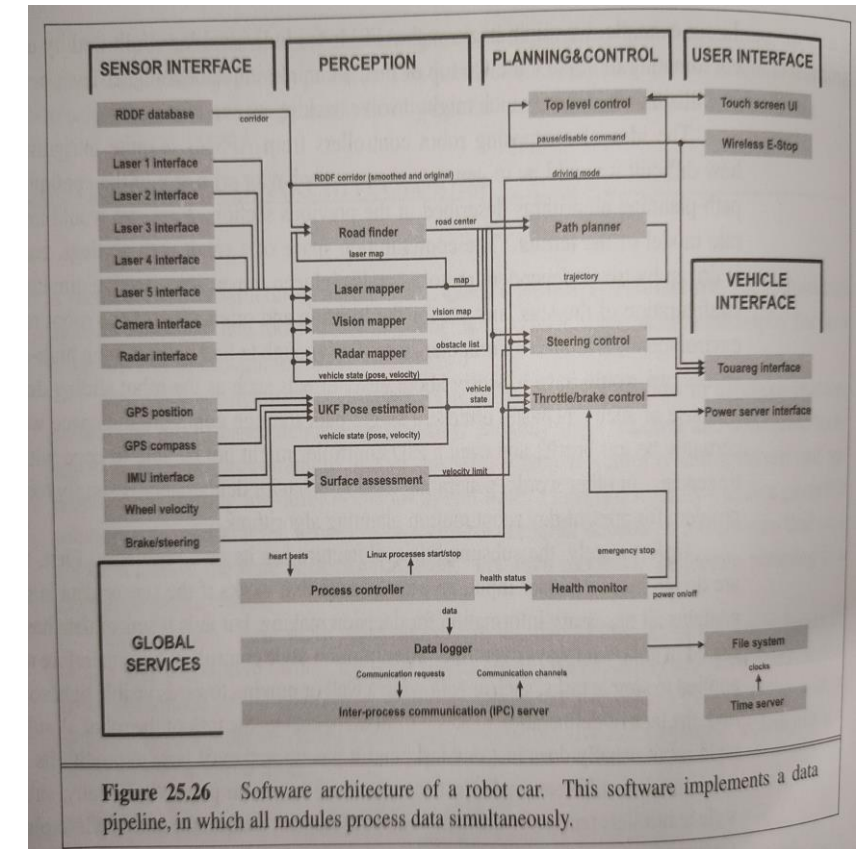 SENSOR INTERFACE
PERCEPTION
PLANNING&CONTROL
USER INTERFACE
RDDF database
corridor
Top level control
Touch screen UI
pause/disable command
Wireless E-Stop
Laser 1 interface
RDDF corridor (smoothed and original)
driving mode
Laser 2 interface
Laser 3 interface
Road finder
road center
Path planner
Laser 4 interface
laser map
Laser 5 interface
Laser mapper
map
trajectory
VEHICLE
INTERFACE
Camera interface
Vision mapper
vision map
Radar interface
Radar mapper
obstacle list
Steering control
vehicle state (pose, velocity)
vehicle
state
Touareg interface
GPS position
UKF Pose estimation
Throttle/brake control
Power server interface
GPS compass
vehicle state (pose, velocity)
IMU interface
Surface assessment
velocity limit
Wheel velocity
Brake/steering
heart beats
Linux processes start/stop
emergency stop
Process controller
health status
Health monitor
power on/off
data
GLOBAL
SERVICES
Data logger
File system
Communication requests
Communication channels
clocks
Inter-process communication (IPC) server
Time server
Figure 25.26 Software architecture of a robot car. This software implements a data
pipeline, in which all modules process data simultaneously.